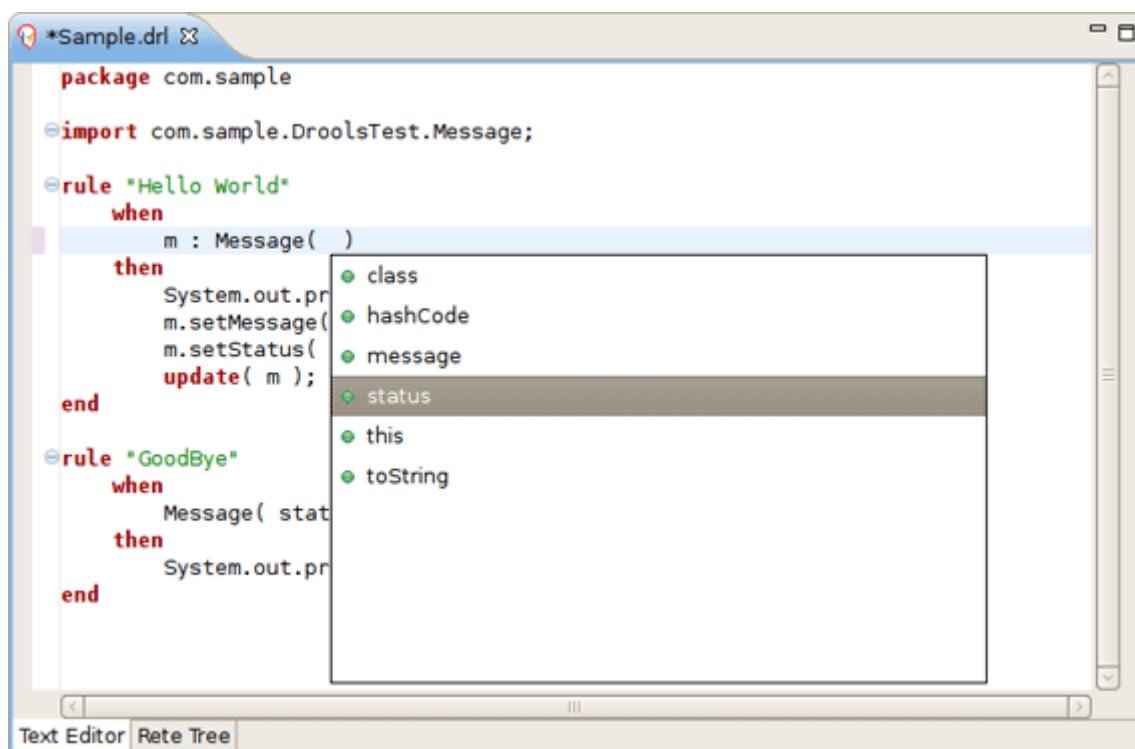 *Sample.drl
package com.sample
import com.sample.DroolsTest.Message;
rule "Hello World"
when
m : Message(  )
then
System.out.pr
m.setMessage(
m.setStatus(
update( m );
end
rule "GoodBye"
when
Message( stat
then
System.out.pr
end
class
hashCode
message
status
this
toString
Text Editor Rete Tree